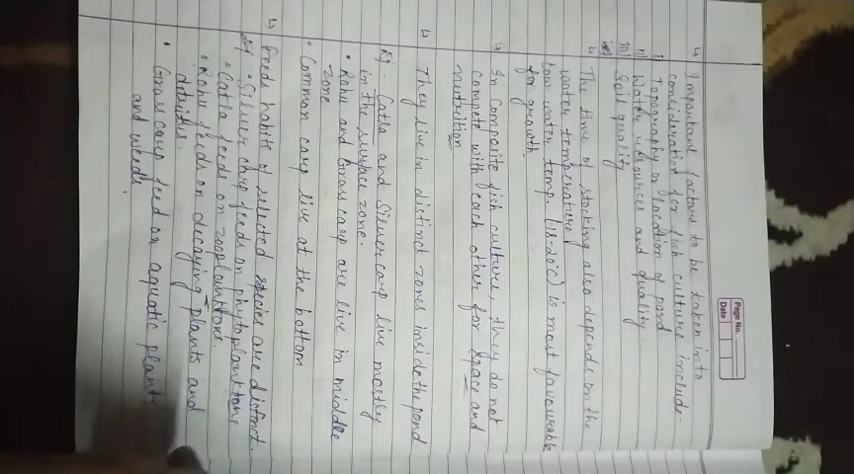 Page No.
Date
↳ Important factors to be taken into
consideration for fish culture include-
i) Topography or location of pond
ii) Water resources and quality.
iii) Soil quality
↳ The time of stocking also depends on the
water temperature
low water temp. (18-20°C) is most favourable
for growth.
↳ In Composite fish culture, they do not
compete with each other for space and
nutrition
↳ They live in distinct zones inside the pond
eg - Catla and Silver carp live mostly
in the surface zone.
• Rohu and Grass carp are live in middle
zone
• Common carp live at the bottom
↳ Feeds habits of selected species are distinct.
eg • Silver carp feeds on phytoplanktons
• Catla feeds on zooplanktons.
• Rohu feeds on decaying plants and
detritus.
• Grass carp feed on aquatic plants
and weeds